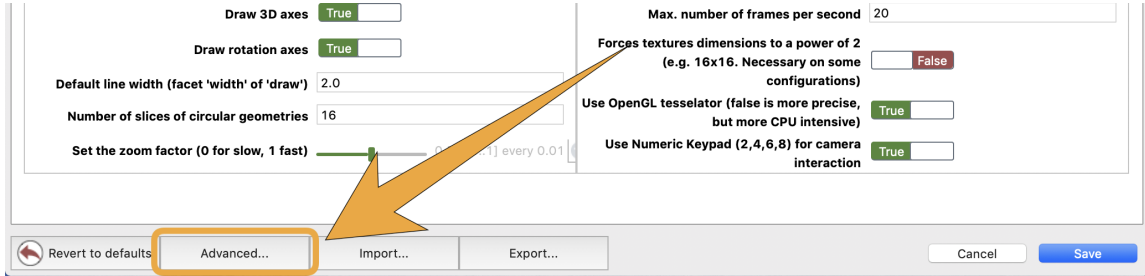 Draw 3D axes True
Draw rotation axes True
Default line width (facet 'width' of 'draw') 2.0
Number of slices of circular geometries 16
Set the zoom factor (0 for slow, 1 fast) ..1] every 0.01
Max. number of frames per second 20
Forces textures dimensions to a power of 2
(e.g. 16x16. Necessary on some False
configurations)
Use OpenGL tesselator (false is more precise,
but more CPU intensive) True
Use Numeric Keypad (2,4,6,8) for camera
interaction True
Revert to defaults Advanced... Import... Export... Cancel Save